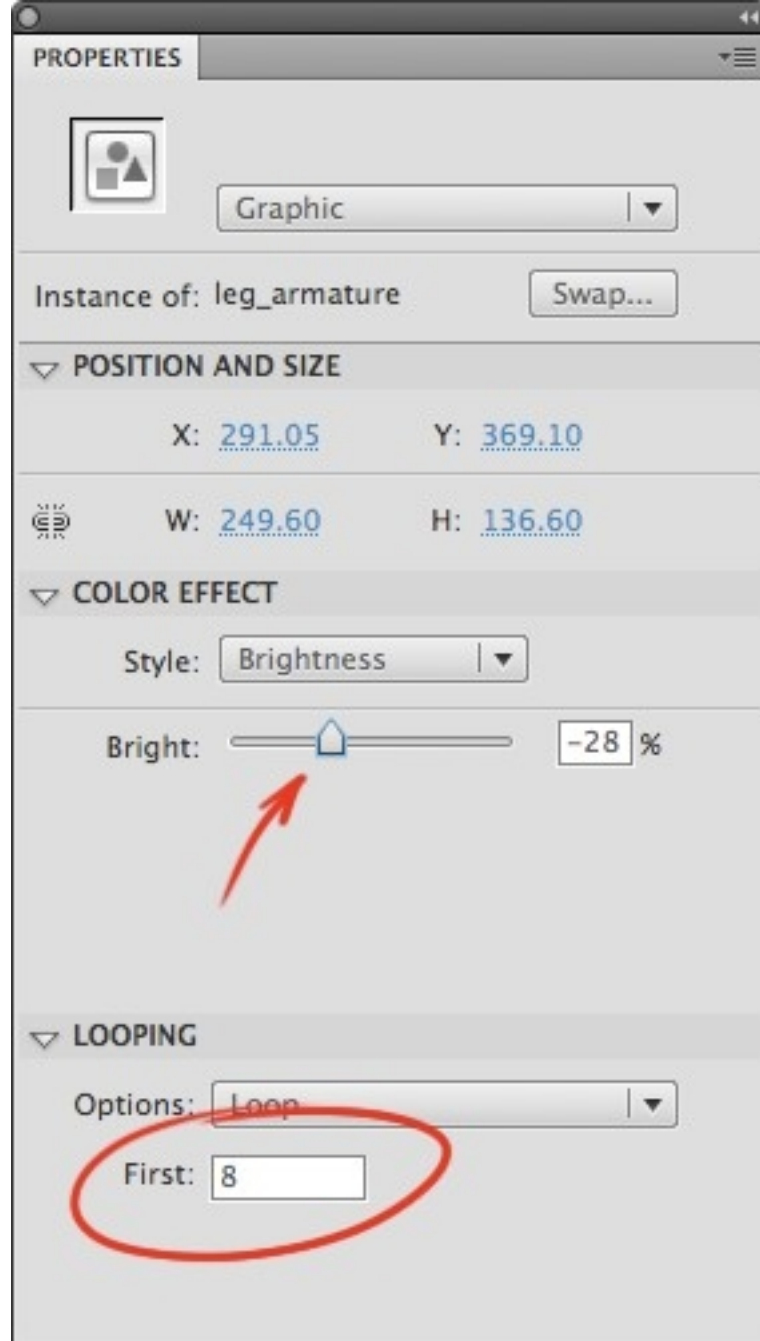 PROPERTIES
Graphic
Instance of: leg_armature Swap...
POSITION AND SIZE
X: 291.05 Y: 369.10
W: 249.60 H: 136.60
COLOR EFFECT
Style: Brightness
Bright: -28 %
LOOPING
Options: Loop
First: 8